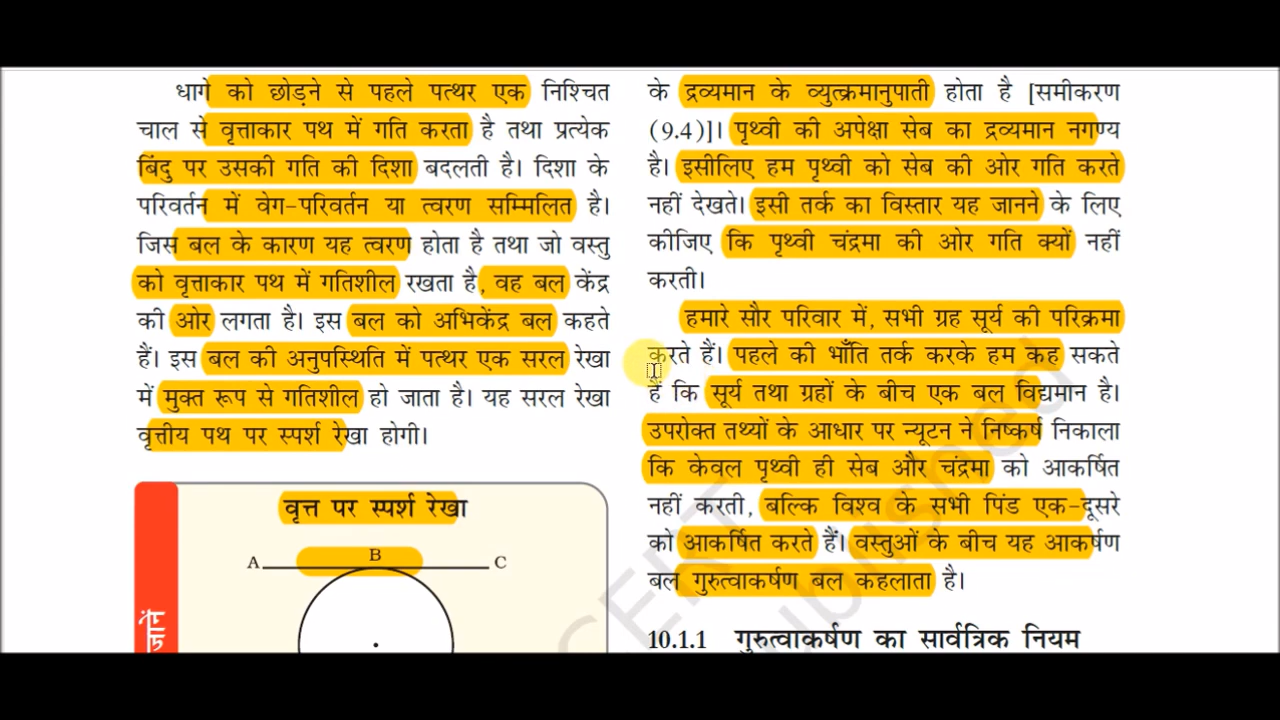 धागे को छोड़ने से पहले पत्थर एक निश्चित
चाल से वृत्ताकार पथ में गति करता है तथा प्रत्येक
बिंदु पर उसकी गति की दिशा बदलती है। दिशा के
परिवर्तन में वेग-परिवर्तन या त्वरण सम्मिलित है।
जिस बल के कारण यह त्वरण होता है तथा जो वस्तु
को वृत्ताकार पथ में गतिशील रखता है, वह बल केंद्र
की ओर लगता है। इस बल को अभिकेंद्र बल कहते
हैं। इस बल की अनुपस्थिति में पत्थर एक सरल रेखा
में मुक्त रूप से गतिशील हो जाता है। यह सरल रेखा
वृत्तीय पथ पर स्पर्श रेखा होगी।
वृत्त पर स्पर्श रेखा
A B C
जानें
के द्रव्यमान के व्युत्क्रमानुपाती होता है [समीकरण
(9.4)]। पृथ्वी की अपेक्षा सेब का द्रव्यमान नगण्य
है। इसीलिए हम पृथ्वी को सेब की ओर गति करते
नहीं देखते। इसी तर्क का विस्तार यह जानने के लिए
कीजिए कि पृथ्वी चंद्रमा की ओर गति क्यों नहीं
करती।
हमारे सौर परिवार में, सभी ग्रह सूर्य की परिक्रमा
करते हैं। पहले की भाँति तर्क करके हम कह सकते
हैं कि सूर्य तथा ग्रहों के बीच एक बल विद्यमान है।
उपरोक्त तथ्यों के आधार पर न्यूटन ने निष्कर्ष निकाला
कि केवल पृथ्वी ही सेब और चंद्रमा को आकर्षित
नहीं करती, बल्कि विश्व के सभी पिंड एक-दूसरे
को आकर्षित करते हैं। वस्तुओं के बीच यह आकर्षण
बल गुरुत्वाकर्षण बल कहलाता है।
10.1.1 गुरुत्वाकर्षण का सार्वत्रिक नियम